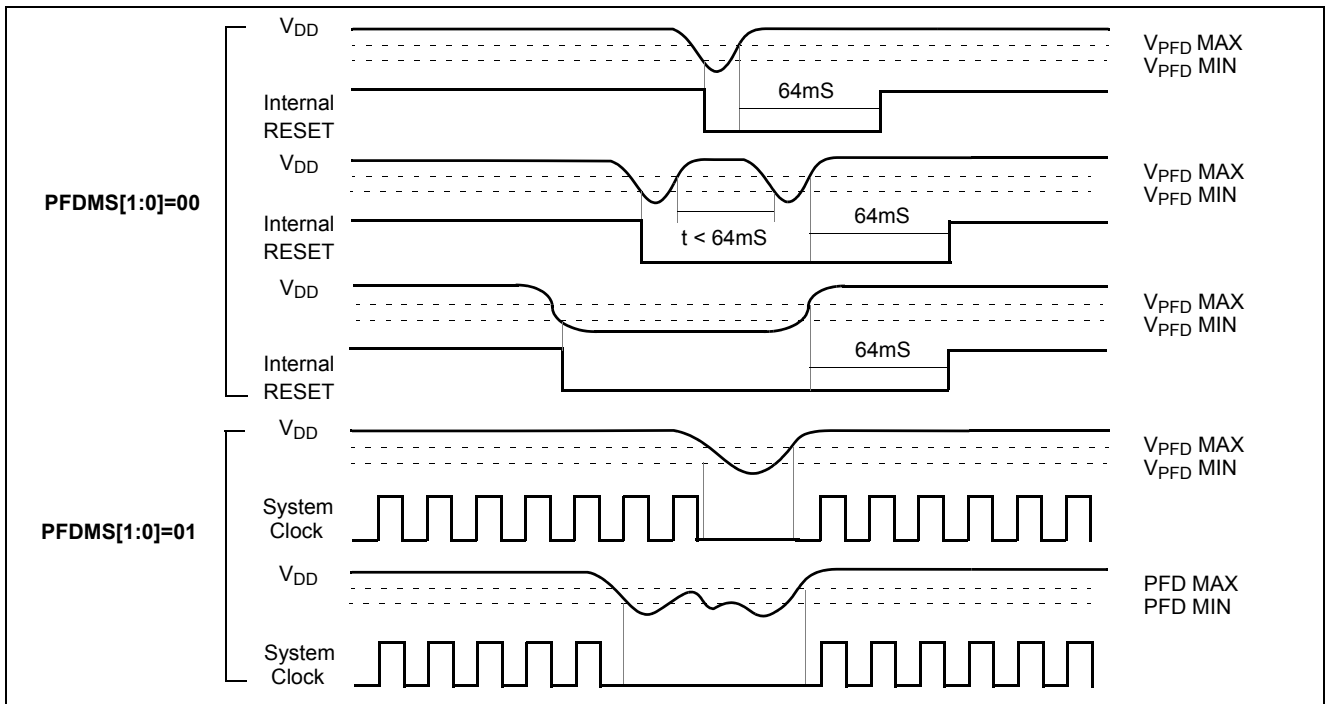 VDD
VPFD MAX
VPFD MIN
64mS
Internal
RESET
VDD
VPFD MAX
VPFD MIN
PFDMS[1:0]=00
64mS
Internal
RESET
t < 64mS
VDD
VPFD MAX
VPFD MIN
64mS
Internal
RESET
VDD
VPFD MAX
VPFD MIN
System
Clock
PFDMS[1:0]=01
VDD
PFD MAX
PFD MIN
System
Clock